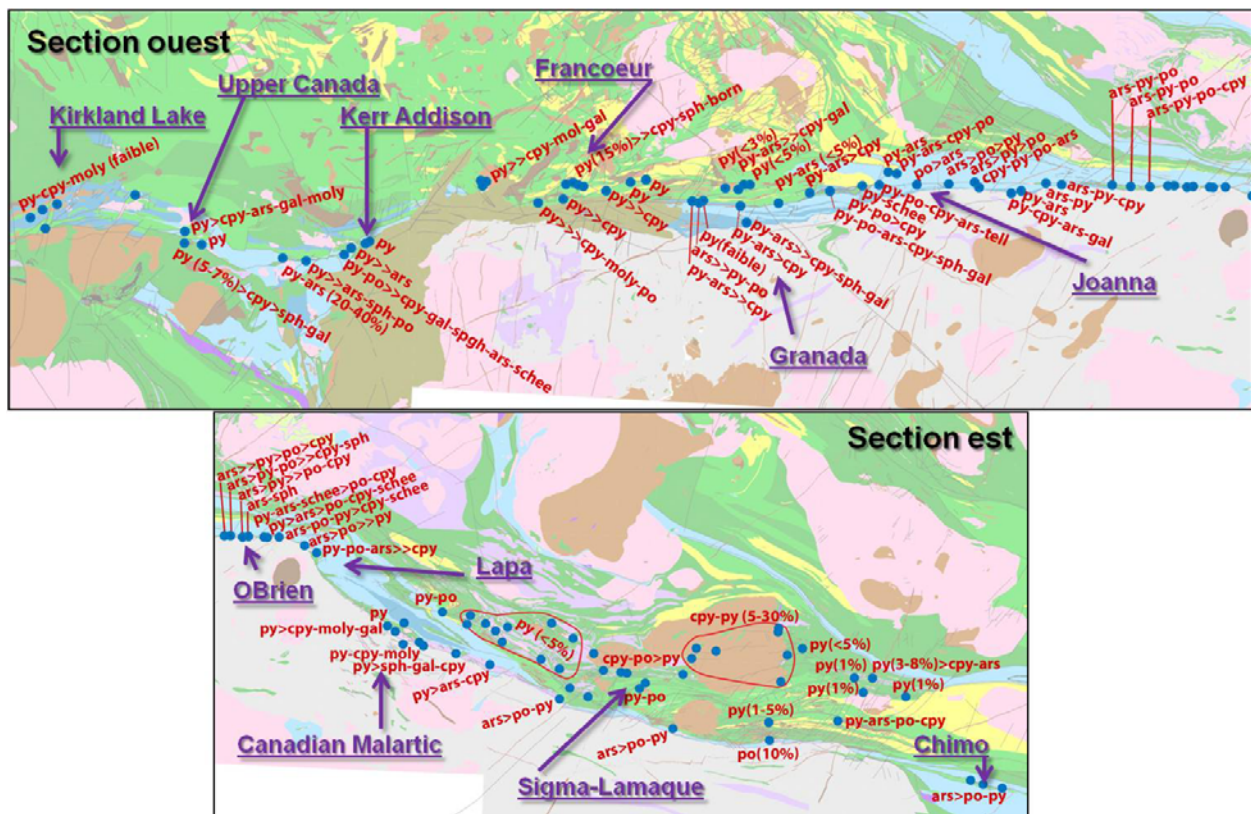 Section ouest
Kirkland Lake
Upper Canada
Kerr Addison
Francoeur
Granada
Joanna
py-cpy-moly (faible)
py>cpy-ars-gal-moly
py
py (5-7%)>cpy>sph-gal
py-ars (20-40%)
py>>ars-sph-po
py-po>>cpy-gal-spgh-ars-schee
py>>ars
py
py>>cpy-mol-gal
py(15%)>>cpy-sph-born
py
py
py>>cpy
py>>cpy
py>>>cpy-moly-po
py(<3%)
py-ars>>cpy-gal
py(<5%)
py-ars (<5%)
py-ars>cpy
py(faible)
ars>>py-po
py-ars>>cpy
py-ars>>cpy-sph-gal
py-ars>cpy
py-ars
py-ars-cpy-po
po>ars
ars>po>py
ars>py>po
cpy-py-po-ars
py-po-cpy-ars-tell
py-schee
py-po>cpy
py-po-ars-cpy-sph-gal
ars-py-cpy
ars-py
py-ars
py-cpy-ars-gal
ars-py-po
ars-py-po
ars-py-po-cpy
Section est
ars>>py>po>cpy
ars>py-po>>cpy-sph
ars>py>>po-cpy
ars-sph
py-ars-schee>po-cpy
py>ars>po-cpy-schee
ars-po-py>cpy-schee
ars>po>>py
py-po-ars>>cpy
OBrien
Lapa
py-po
py
py>cpy-moly-gal
py-cpy-moly
py>sph-gal-cpy
py>ars-cpy
py (<5%)
Canadian Malartic
ars>po-py
cpy-po>py
py-po
ars>po-py
Sigma-Lamaque
cpy-py (5-30%)
py(<5%)
py(1%)
py(3-8%)>cpy-ars
py(1%)
py(1%)
py(1-5%)
py-ars-po-cpy
po(10%)
Chimo
ars>po-py